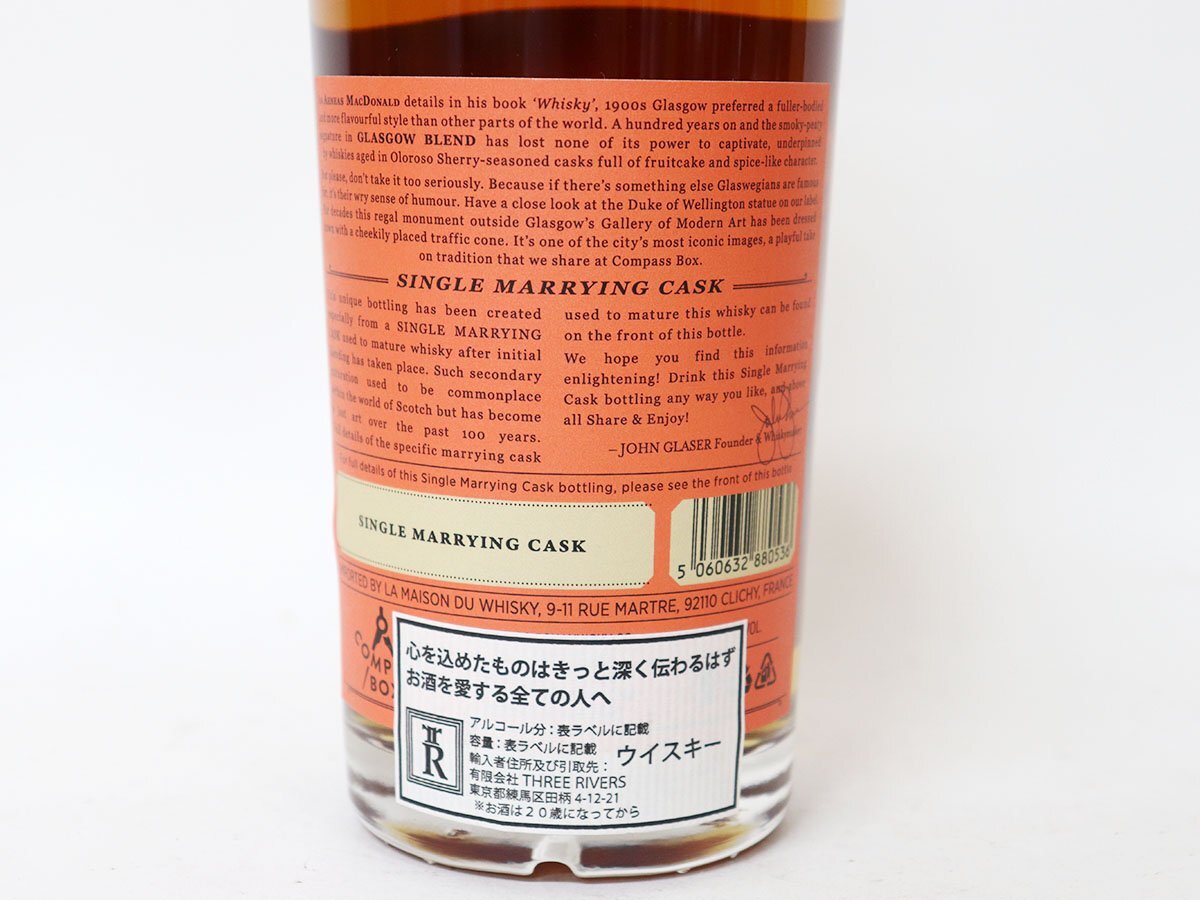 AENEAS MACDONALD details in his book 'Whisky', 1900s Glasgow preferred a fuller-bodied
more flavourful style than other parts of the world. A hundred years on and the smoky-peaty
signature in GLASGOW BLEND has lost none of its power to captivate, underpinned
by whiskies aged in Oloroso Sherry-seasoned casks full of fruitcake and spice-like character.
please, don't take it too seriously. Because if there's something else Glaswegians are famous
it's their wry sense of humour. Have a close look at the Duke of Wellington statue on our label.
decades this regal monument outside Glasgow's Gallery of Modern Art has been dressed
with a cheekily placed traffic cone. It's one of the city's most iconic images, a playful take
on tradition that we share at Compass Box.
SINGLE MARRYING CASK
unique bottling has been created
from a SINGLE MARRYING
used to mature whisky after initial
has taken place. Such secondary
used to be commonplace
the world of Scotch but has become
art over the past 100 years.
details of the specific marrying cask
used to mature this whisky can be found
on the front of this bottle.
We hope you find this information
enlightening! Drink this Single Marrying
Cask bottling any way you like, and above
all Share & Enjoy!
—JOHN GLASER Founder & Whiskymaker
For full details of this Single Marrying Cask bottling, please see the front of this bottle
SINGLE MARRYING CASK
5 060632 880536
IMPORTED BY LA MAISON DU WHISKY, 9-11 RUE MARTRE, 92110 CLICHY, FRANCE
VOL
COMP
BOX
心を込めたものはきっと深く伝わるはず
お酒を愛する全ての人へ
TR
アルコール分：表ラベルに記載
容量：表ラベルに記載 ウイスキー
輸入者住所及び引取先：
有限会社 THREE RIVERS
東京都練馬区田柄 4-12-21
※お酒は２０歳になってから